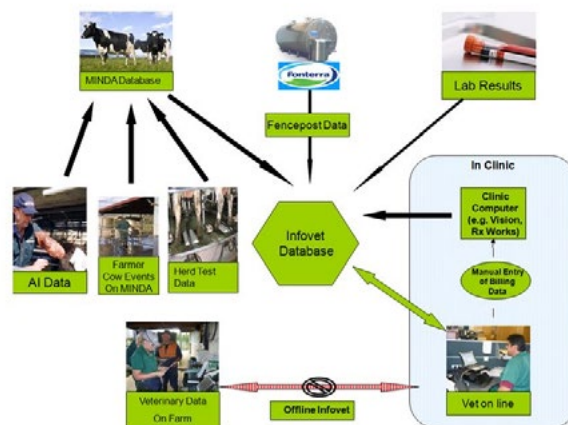 MINDA Database
fonterra
Fencepost Data
Lab Results
In Clinic
Clinic
Computer
(e.g. Vision,
Rx Works)
Infovet
Database
AI Data
Farmer
Cow Events
On MINDA
Herd Test
Data
Manual Entry
of Billing
Data
Veterinary Data
On Farm
Offline Infovet
Vet on line